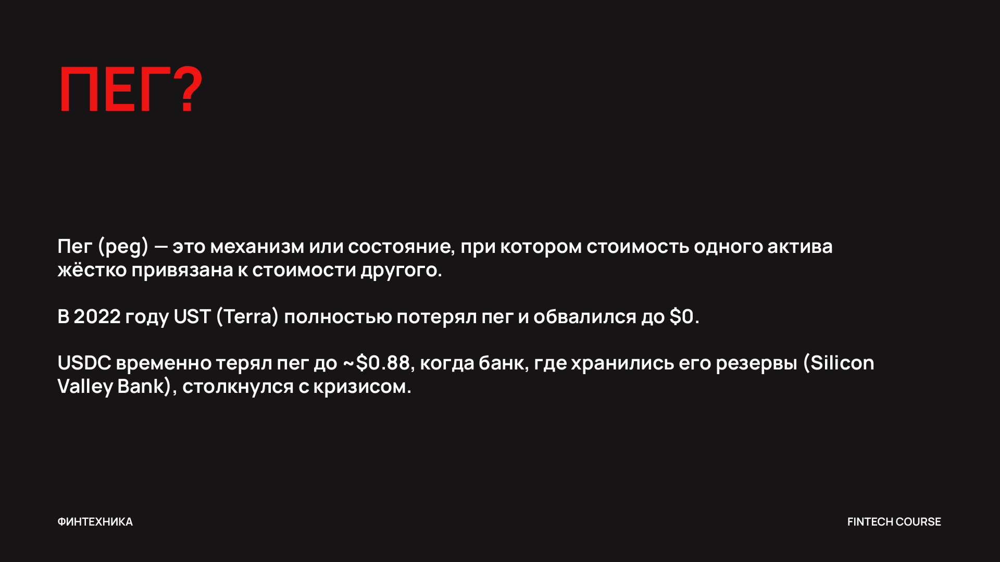 ПЕГ?
Пег (peg) — это механизм или состояние, при котором стоимость одного актива
жёстко привязана к стоимости другого.
В 2022 году UST (Terra) полностью потерял пег и обвалился до $0.
USDC временно терял пег до ~$0.88, когда банк, где хранились его резервы (Silicon
Valley Bank), столкнулся с кризисом.
ФИНТЕХНИКА
FINTECH COURSE